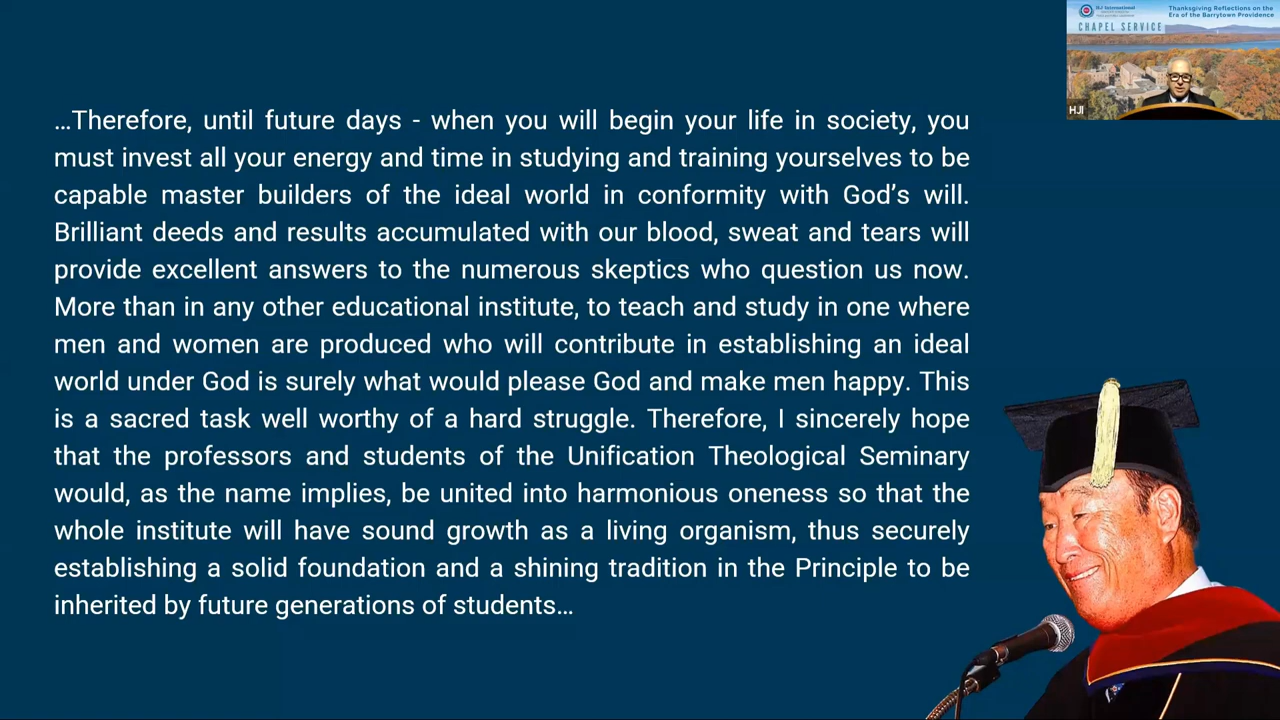 HJ International
Thanksgiving Reflections on the
Era of the Barrytown Providence
CHAPEL SERVICE
HJI
…Therefore, until future days - when you will begin your life in society, you
must invest all your energy and time in studying and training yourselves to be
capable master builders of the ideal world in conformity with God’s will.
Brilliant deeds and results accumulated with our blood, sweat and tears will
provide excellent answers to the numerous skeptics who question us now.
More than in any other educational institute, to teach and study in one where
men and women are produced who will contribute in establishing an ideal
world under God is surely what would please God and make men happy. This
is a sacred task well worthy of a hard struggle. Therefore, I sincerely hope
that the professors and students of the Unification Theological Seminary
would, as the name implies, be united into harmonious oneness so that the
whole institute will have sound growth as a living organism, thus securely
establishing a solid foundation and a shining tradition in the Principle to be
inherited by future generations of students…